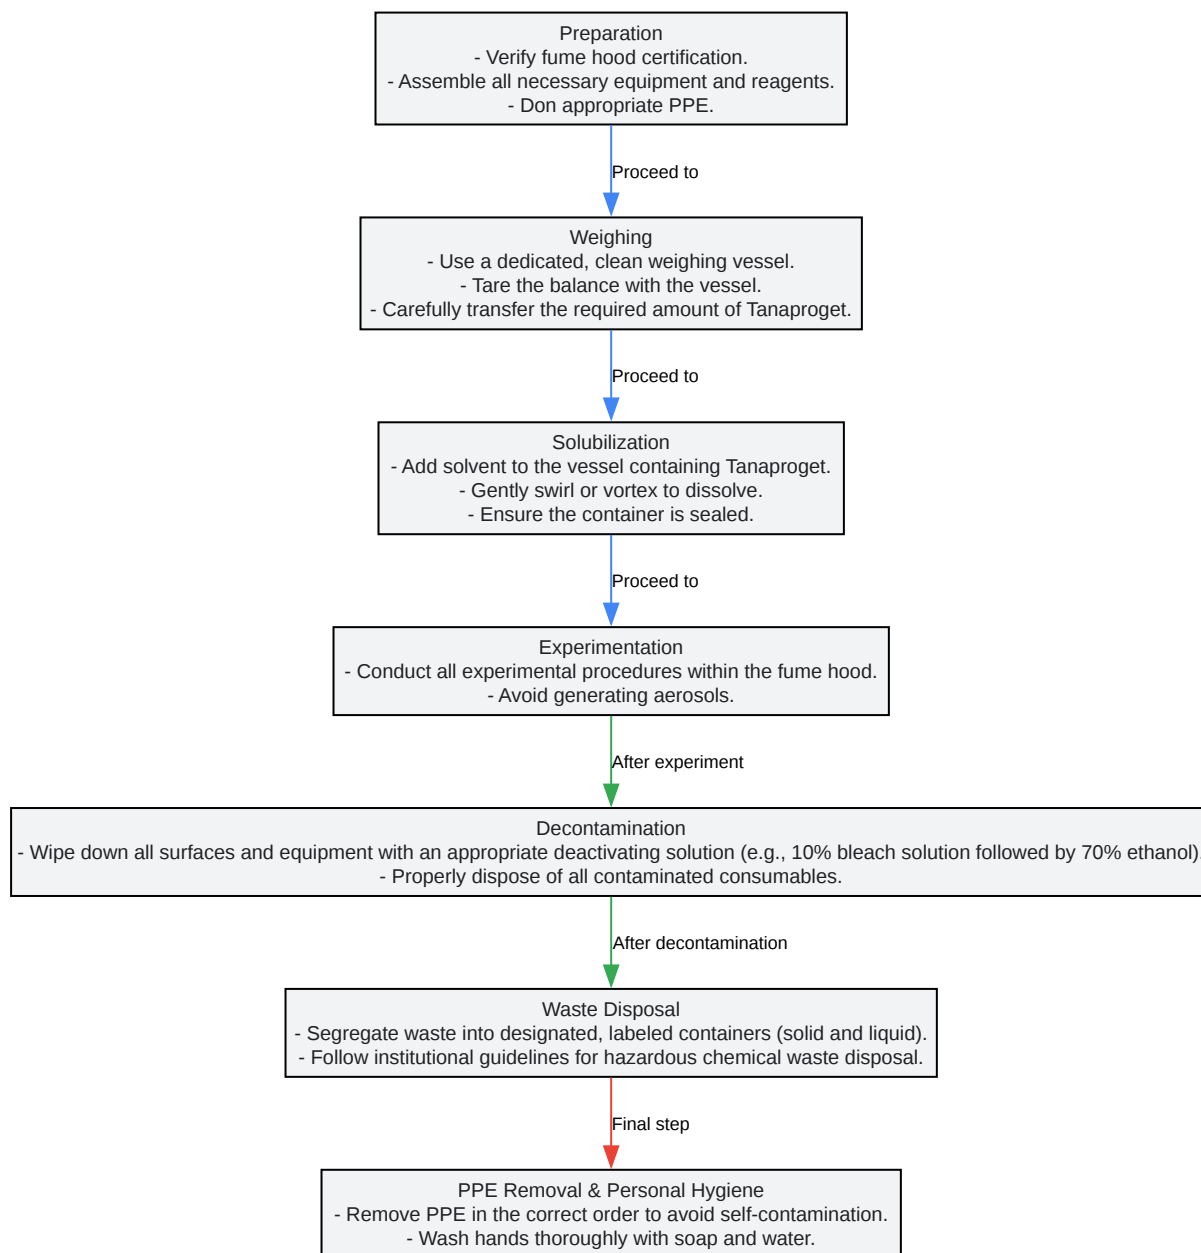 Preparation
- Verify fume hood certification.
- Assemble all necessary equipment and reagents.
- Don appropriate PPE.
Proceed to
Weighing
- Use a dedicated, clean weighing vessel.
- Tare the balance with the vessel.
- Carefully transfer the required amount of Tanaproget.
Proceed to
Solubilization
- Add solvent to the vessel containing Tanaproget.
- Gently swirl or vortex to dissolve.
- Ensure the container is sealed.
Proceed to
Experimentation
- Conduct all experimental procedures within the fume hood.
- Avoid generating aerosols.
After experiment
Decontamination
- Wipe down all surfaces and equipment with an appropriate deactivating solution (e.g., 10% bleach solution followed by 70% ethanol).
- Properly dispose of all contaminated consumables.
After decontamination
Waste Disposal
- Segregate waste into designated, labeled containers (solid and liquid).
- Follow institutional guidelines for hazardous chemical waste disposal.
Final step
PPE Removal & Personal Hygiene
- Remove PPE in the correct order to avoid self-contamination.
- Wash hands thoroughly with soap and water.